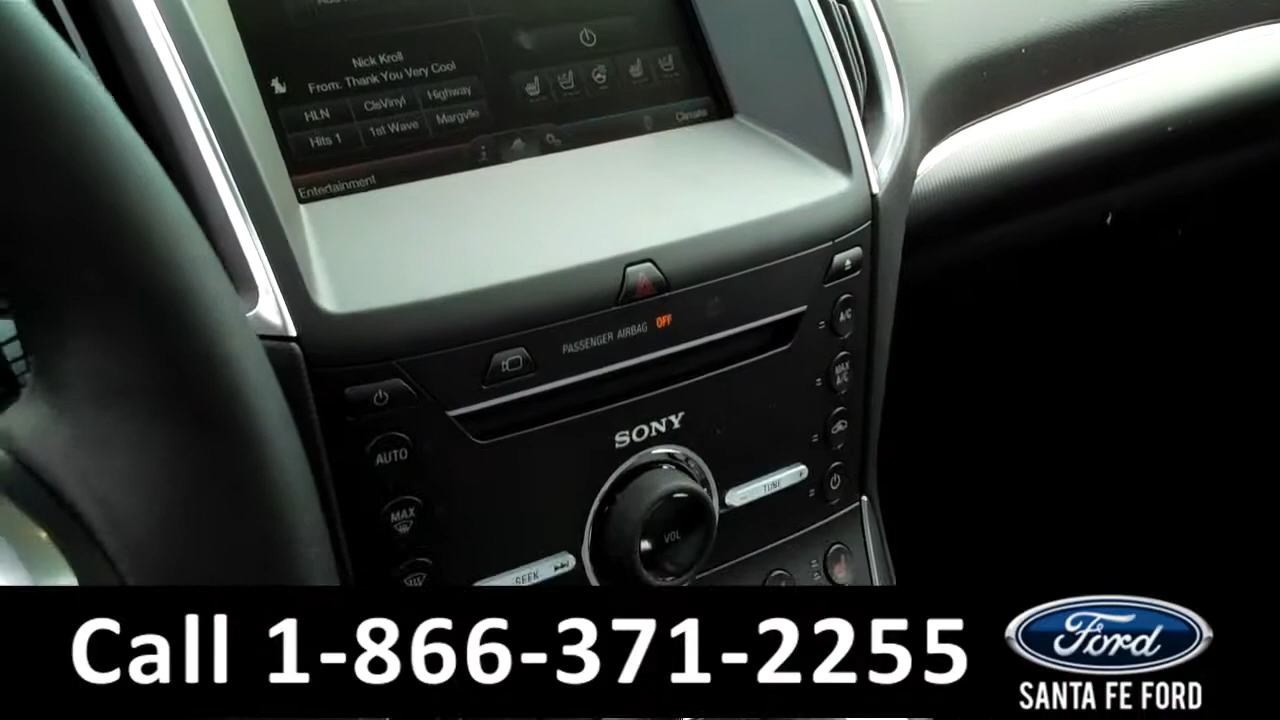 Nick Kroll
From: Thank You Very Cool
HLN ClsVinyl Highway
Hits 1 1st Wave Margvlle
Climate
Entertainment
PASSENGER AIRBAG OFF
A/C
MAX A/C
SONY
AUTO
TUNE
MAX
VOL
SEEK
Call 1-866-371-2255
Ford
SANTA FE FORD